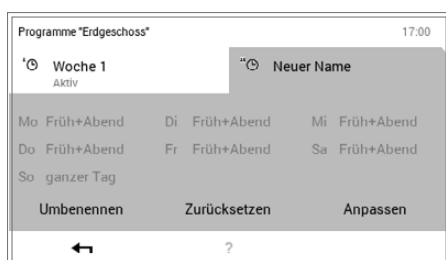 Programme "Erdgeschoss" 17:00
Woche 1 Neuer Name
Aktiv
Mo Früh+Abend Di Früh+Abend Mi Früh+Abend
Do Früh+Abend Fr Früh+Abend Sa Früh+Abend
So ganzer Tag
Umbenennen Zurücksetzen Anpassen
?